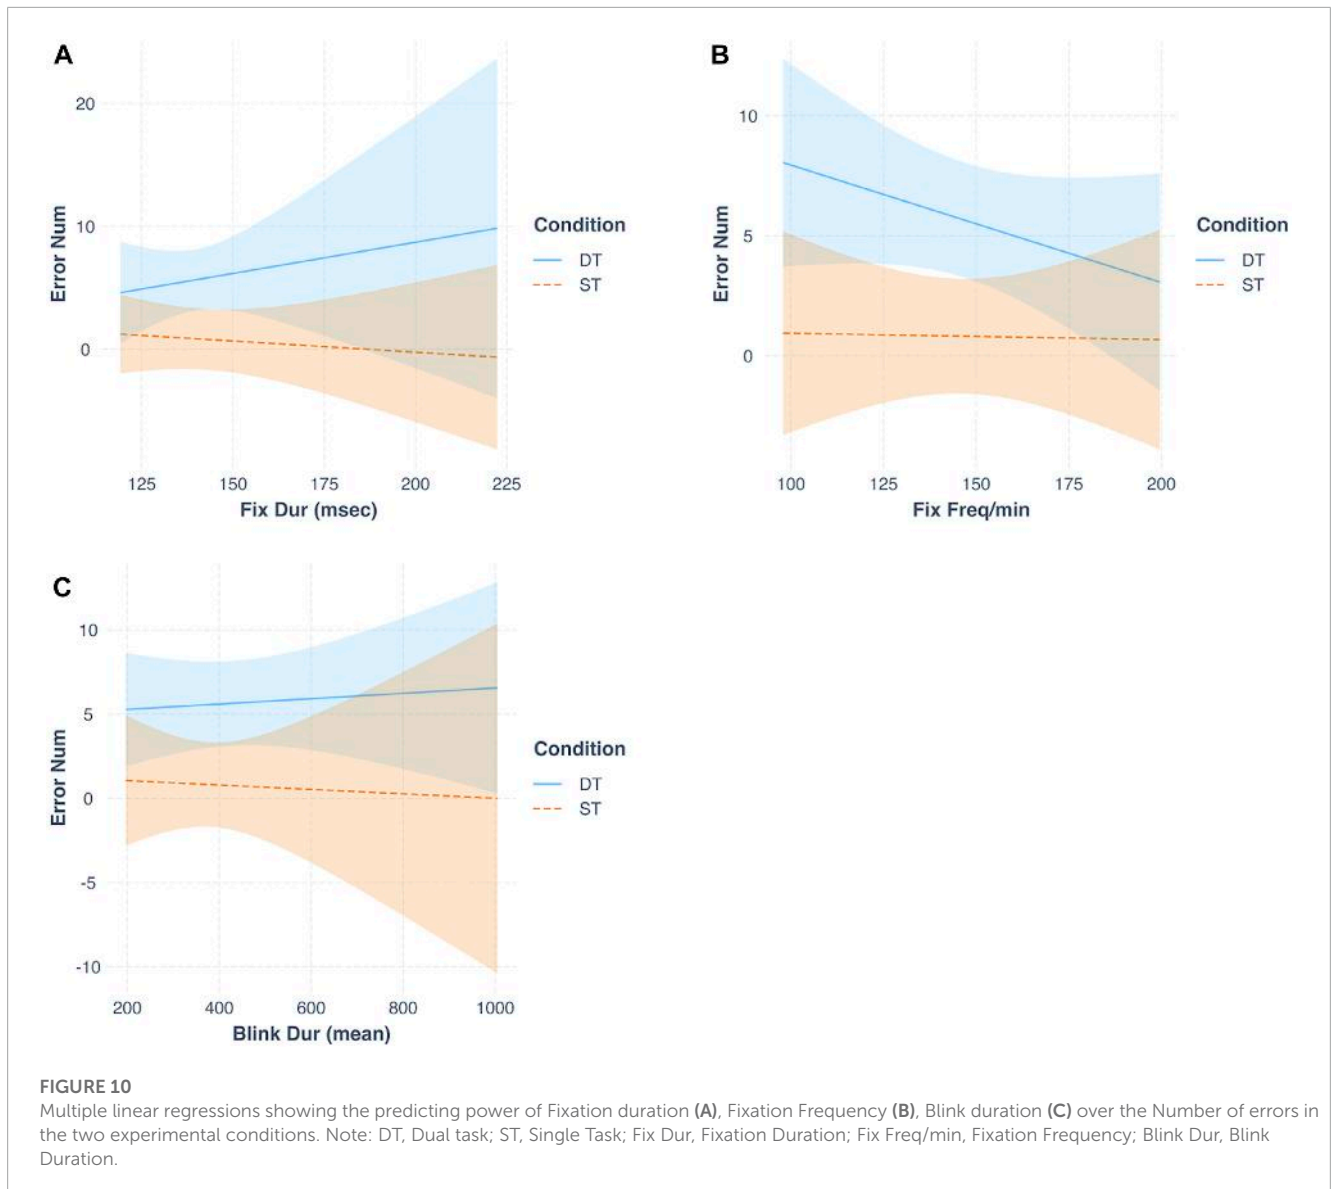 A
20
10
0
Error Num
125 150 175 200 225
Fix Dur (msec)
Condition
DT
ST
B
10
5
0
Error Num
100 125 150 175 200
Fix Freq/min
Condition
DT
ST
C
10
5
0
-5
-10
Error Num
200 400 600 800 1000
Blink Dur (mean)
Condition
DT
ST
FIGURE 10
Multiple linear regressions showing the predicting power of Fixation duration (A), Fixation Frequency (B), Blink duration (C) over the Number of errors in
the two experimental conditions. Note: DT, Dual task; ST, Single Task; Fix Dur, Fixation Duration; Fix Freq/min, Fixation Frequency; Blink Dur, Blink
Duration.